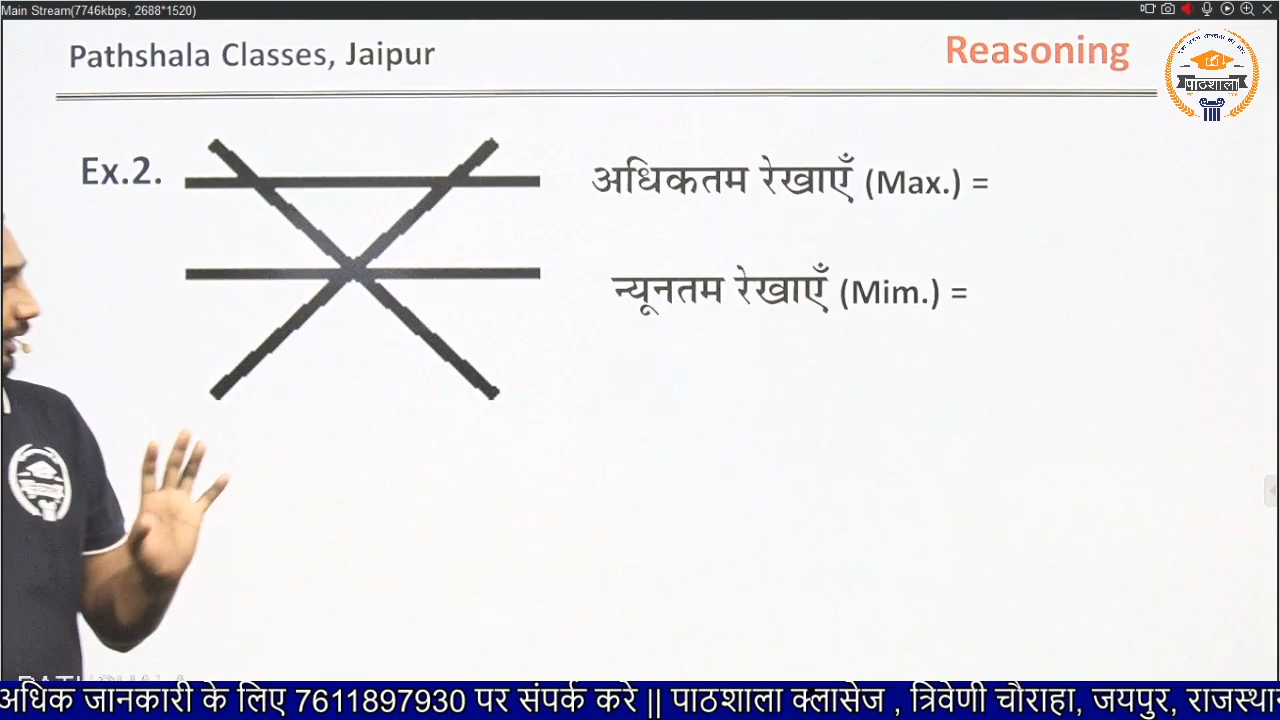 Main Stream(7746kbps, 2688*1520)
Pathshala Classes, Jaipur
Reasoning
पाठशाला
Ex.2.
अधिकतम रेखाएँ (Max.) =
न्यूनतम रेखाएँ (Mim.) =
अधिक जानकारी के लिए 7611897930 पर संपर्क करे || पाठशाला क्लासेज , त्रिवेणी चौराहा, जयपुर, राजस्था